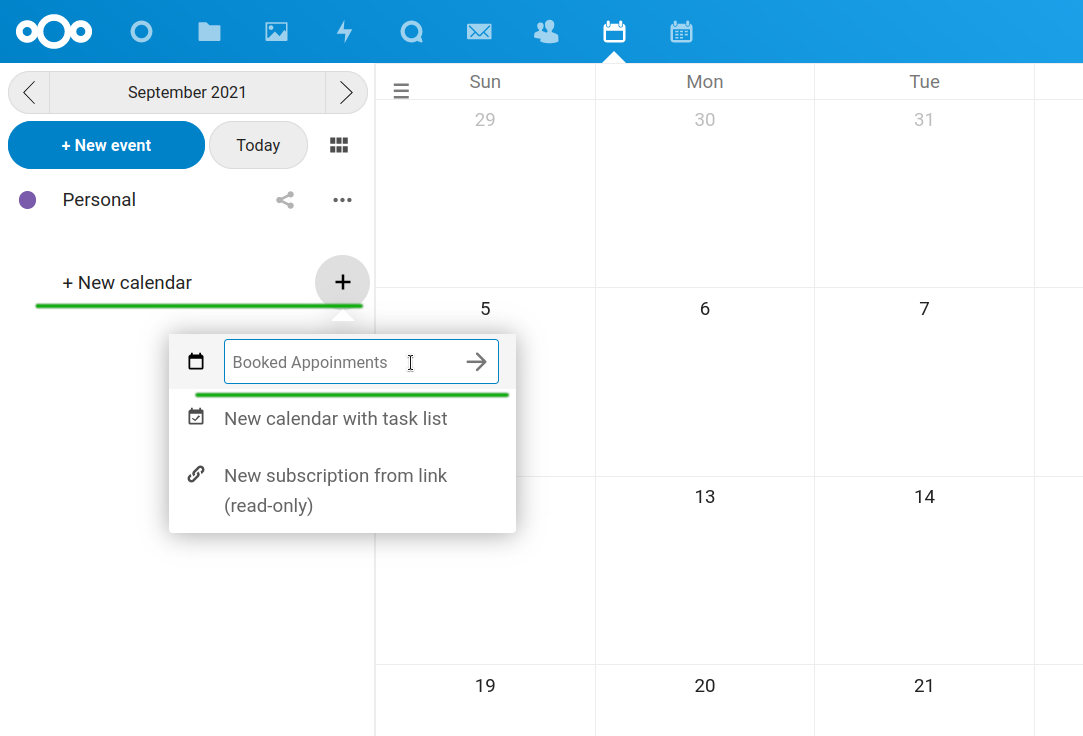 September 2021
+ New event
Today
Personal
+ New calendar
Booked Appoinments
New calendar with task list
New subscription from link
(read-only)
Sun Mon Tue
29 30 31
5 6 7
13 14
19 20 21